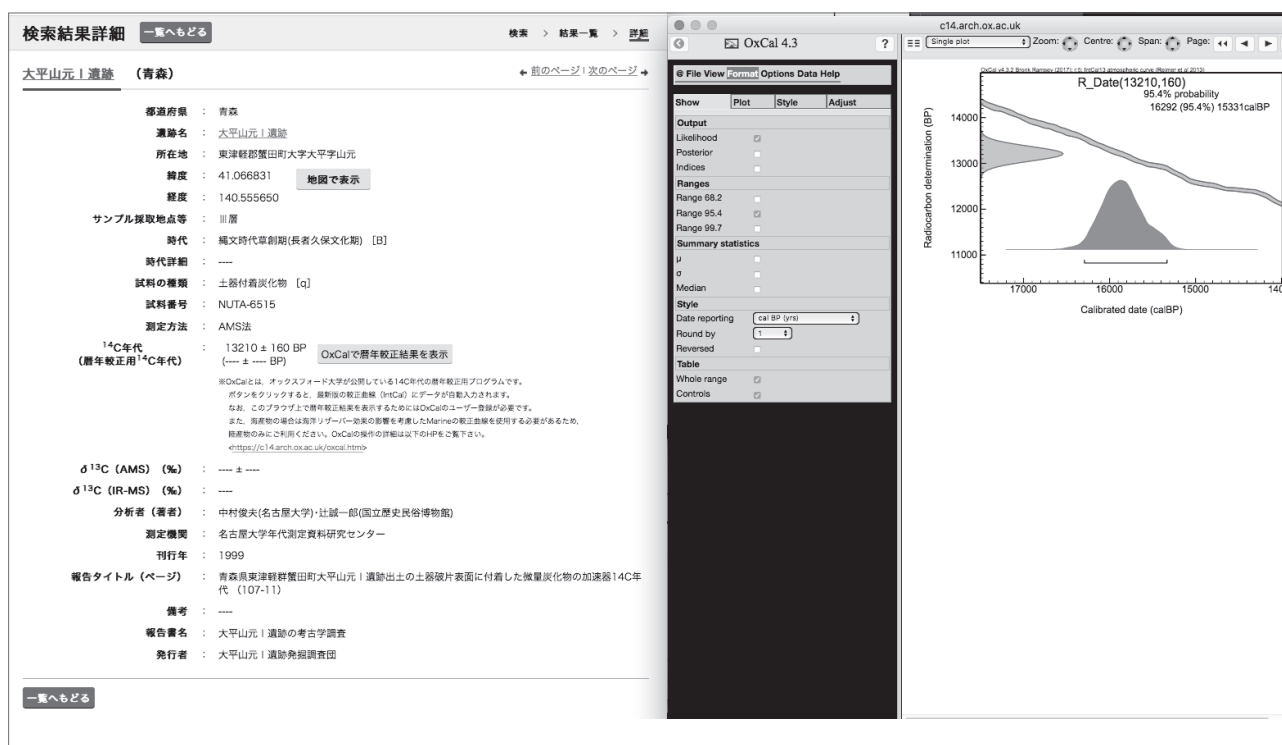 検索結果詳細 一覧へもどる 検索 > 結果一覧 > 詳細
大平山元Ⅰ遺跡 (青森) ← 前のページ | 次のページ →
都道府県 : 青森
遺跡名 : 大平山元Ⅰ遺跡
所在地 : 東津軽郡蟹田町大字大平字山元
緯度 : 41.066831 地図で表示
経度 : 140.555650
サンプル採取地点等 : Ⅲ層
時代 : 縄文時代草創期(長者久保文化期) [B]
時代詳細 : ----
試料の種類 : 土器付着炭化物 [q]
試料番号 : NUTA-6515
測定方法 : AMS法
14C年代 : 13210 ± 160 BP
(暦年較正用14C年代) (---- ± ---- BP) OxCalで暦年較正結果を表示
※OxCalとは、オックスフォード大学が公開している14C年代の暦年較正用プログラムです。
ボタンをクリックすると、最新版の較正曲線(IntCal)にデータが自動入力されます。
なお、このブラウザ上で暦年較正結果を表示するためにはOxCalのユーザー登録が必要です。
また、海産物の場合は海洋リザーバー効果の影響を考慮したMarineの較正曲線を使用する必要があるため、
陸産物のみにご利用ください。OxCalの操作の詳細は以下のHPをご覧下さい。
<https://c14.arch.ox.ac.uk/oxcal.html>
δ13C (AMS) (‰) : ---- ± ----
δ13C (IR-MS) (‰) : ----
分析者(著者) : 中村俊夫(名古屋大学)・辻誠一郎(国立歴史民俗博物館)
測定機関 : 名古屋大学年代測定資料研究センター
刊行年 : 1999
報告タイトル(ページ) : 青森県東津軽群蟹田町大平山元Ⅰ遺跡出土の土器破片表面に付着した微量炭化物の加速器14C年
代 (107-11)
備考 : ----
報告書名 : 大平山元Ⅰ遺跡の考古学調査
発行者 : 大平山元Ⅰ遺跡発掘調査団
一覧へもどる
OxCal 4.3 ?
@ File View Format Options Data Help
Show Plot Style Adjust
Output
Likelihood
Posterior
Indices
Ranges
Range 68.2
Range 95.4
Range 99.7
Summary statistics
μ
σ
Median
Style
Date reporting cal BP (yrs)
Round by 1
Reversed
Table
Whole range
Controls
c14.arch.ox.ac.uk
Single plot Zoom: Centre: Span: Page:
OxCal v4.3.2 Bronk Ramsey (2017); r:5; IntCal13 atmospheric curve (Reimer et al 2013)
R_Date(13210,160)
95.4% probability
16292 (95.4%) 15331calBP
Radiocarbon determination (BP)
14000
13000
12000
11000
17000 16000 15000 140
Calibrated date (calBP)